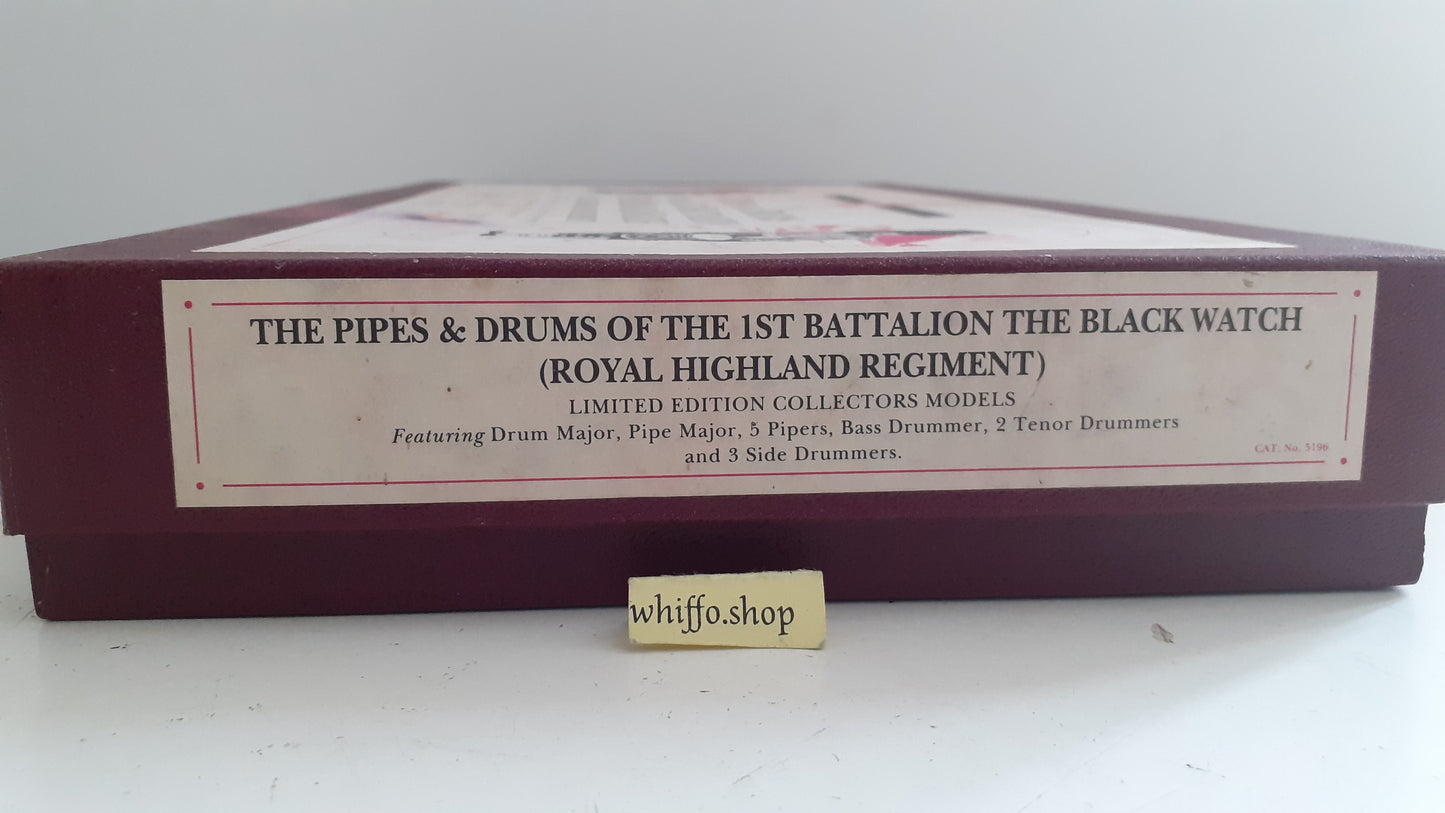 THE PIPES & DRUMS OF THE 1ST BATTALION THE BLACK WATCH
(ROYAL HIGHLAND REGIMENT)
LIMITED EDITION COLLECTORS MODELS
Featuring Drum Major, Pipe Major, 5 Pipers, Bass Drummer, 2 Tenor Drummers
and 3 Side Drummers.
CAT. No. 5196
whiffo.shop